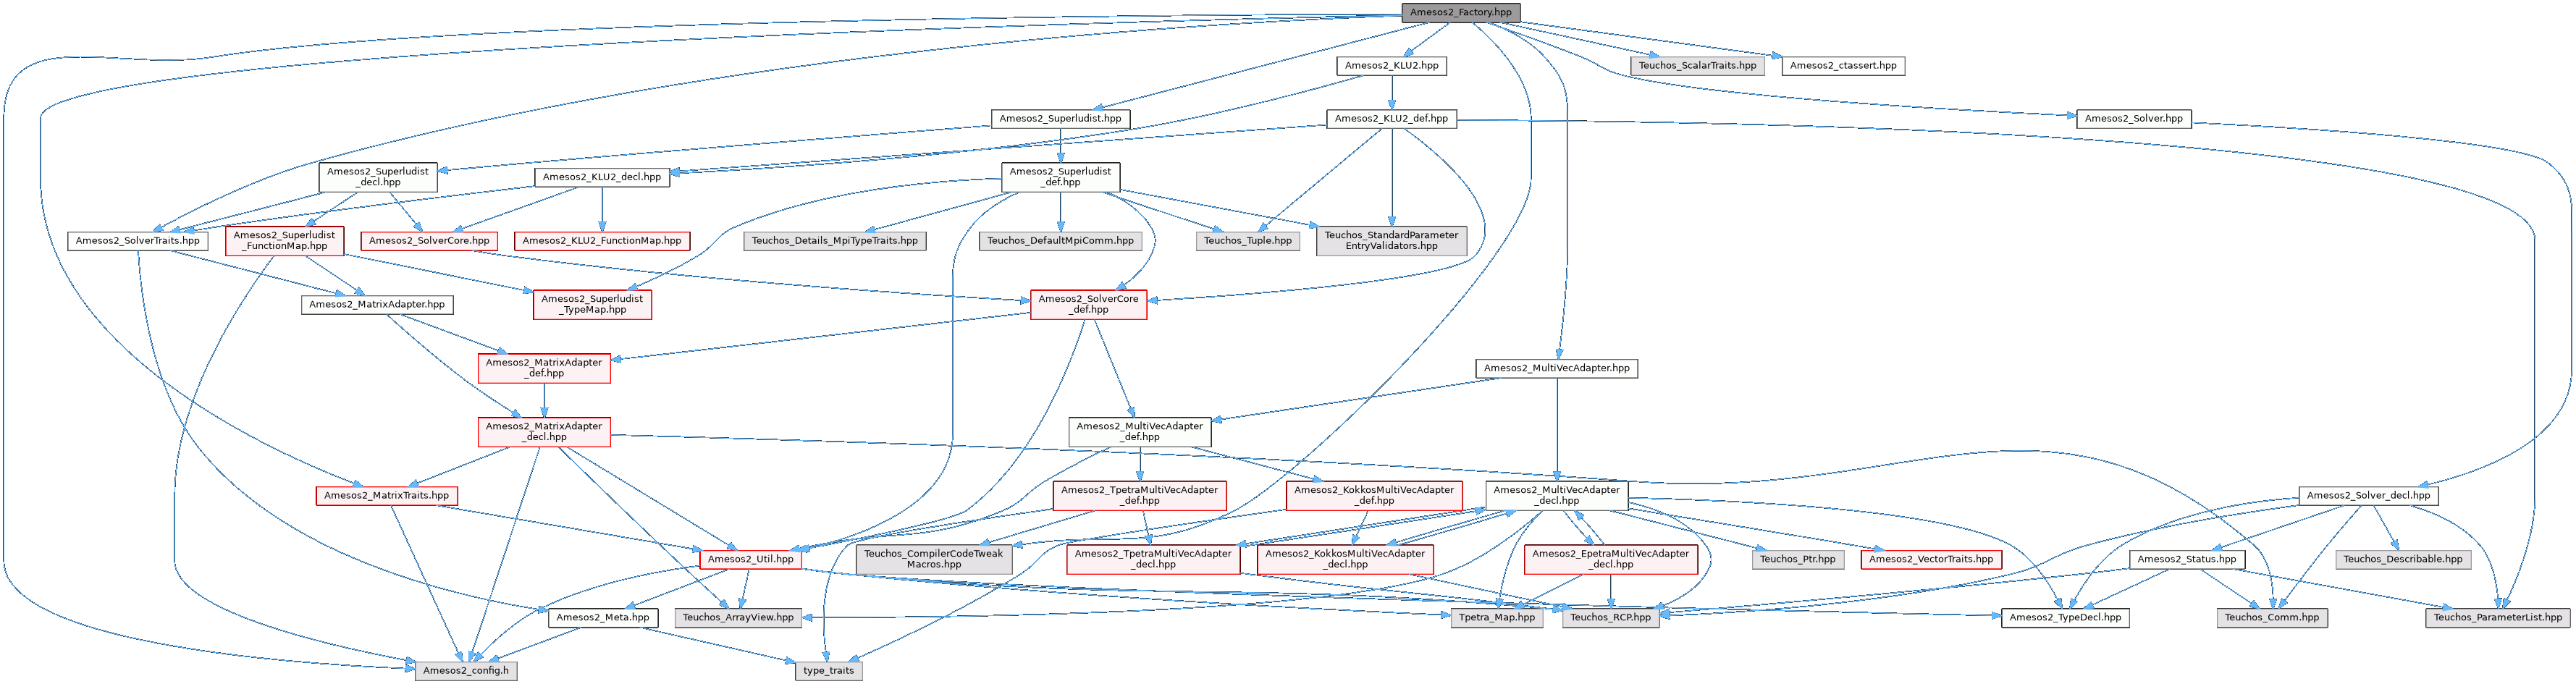 Amesos2_Factory.hpp
Amesos2_KLU2.hpp
Teuchos_ScalarTraits.hpp
Amesos2_ctassert.hpp
Amesos2_Superludist.hpp
Amesos2_KLU2_def.hpp
Amesos2_Solver.hpp
Amesos2_Superludist
_decl.hpp
Amesos2_KLU2_decl.hpp
Amesos2_Superludist
_def.hpp
Amesos2_SolverTraits.hpp
Amesos2_Superludist
_FunctionMap.hpp
Amesos2_SolverCore.hpp
Amesos2_KLU2_FunctionMap.hpp
Teuchos_Details_MpiTypeTraits.hpp
Teuchos_DefaultMpiComm.hpp
Teuchos_Tuple.hpp
Teuchos_StandardParameter
EntryValidators.hpp
Amesos2_MatrixAdapter.hpp
Amesos2_Superludist
_TypeMap.hpp
Amesos2_SolverCore
_def.hpp
Amesos2_MatrixAdapter
_def.hpp
Amesos2_MultiVecAdapter.hpp
Amesos2_MatrixAdapter
_decl.hpp
Amesos2_MultiVecAdapter
_def.hpp
Amesos2_MatrixTraits.hpp
Amesos2_TpetraMultiVecAdapter
_def.hpp
Amesos2_KokkosMultiVecAdapter
_def.hpp
Amesos2_MultiVecAdapter
_decl.hpp
Amesos2_Solver_decl.hpp
Amesos2_Util.hpp
Teuchos_CompilerCodeTweak
Macros.hpp
Amesos2_TpetraMultiVecAdapter
_decl.hpp
Amesos2_KokkosMultiVecAdapter
_decl.hpp
Amesos2_EpetraMultiVecAdapter
_decl.hpp
Teuchos_Ptr.hpp
Amesos2_VectorTraits.hpp
Amesos2_Status.hpp
Teuchos_Describable.hpp
Amesos2_Meta.hpp
Teuchos_ArrayView.hpp
Tpetra_Map.hpp
Teuchos_RCP.hpp
Amesos2_TypeDecl.hpp
Teuchos_Comm.hpp
Teuchos_ParameterList.hpp
Amesos2_config.h
type_traits